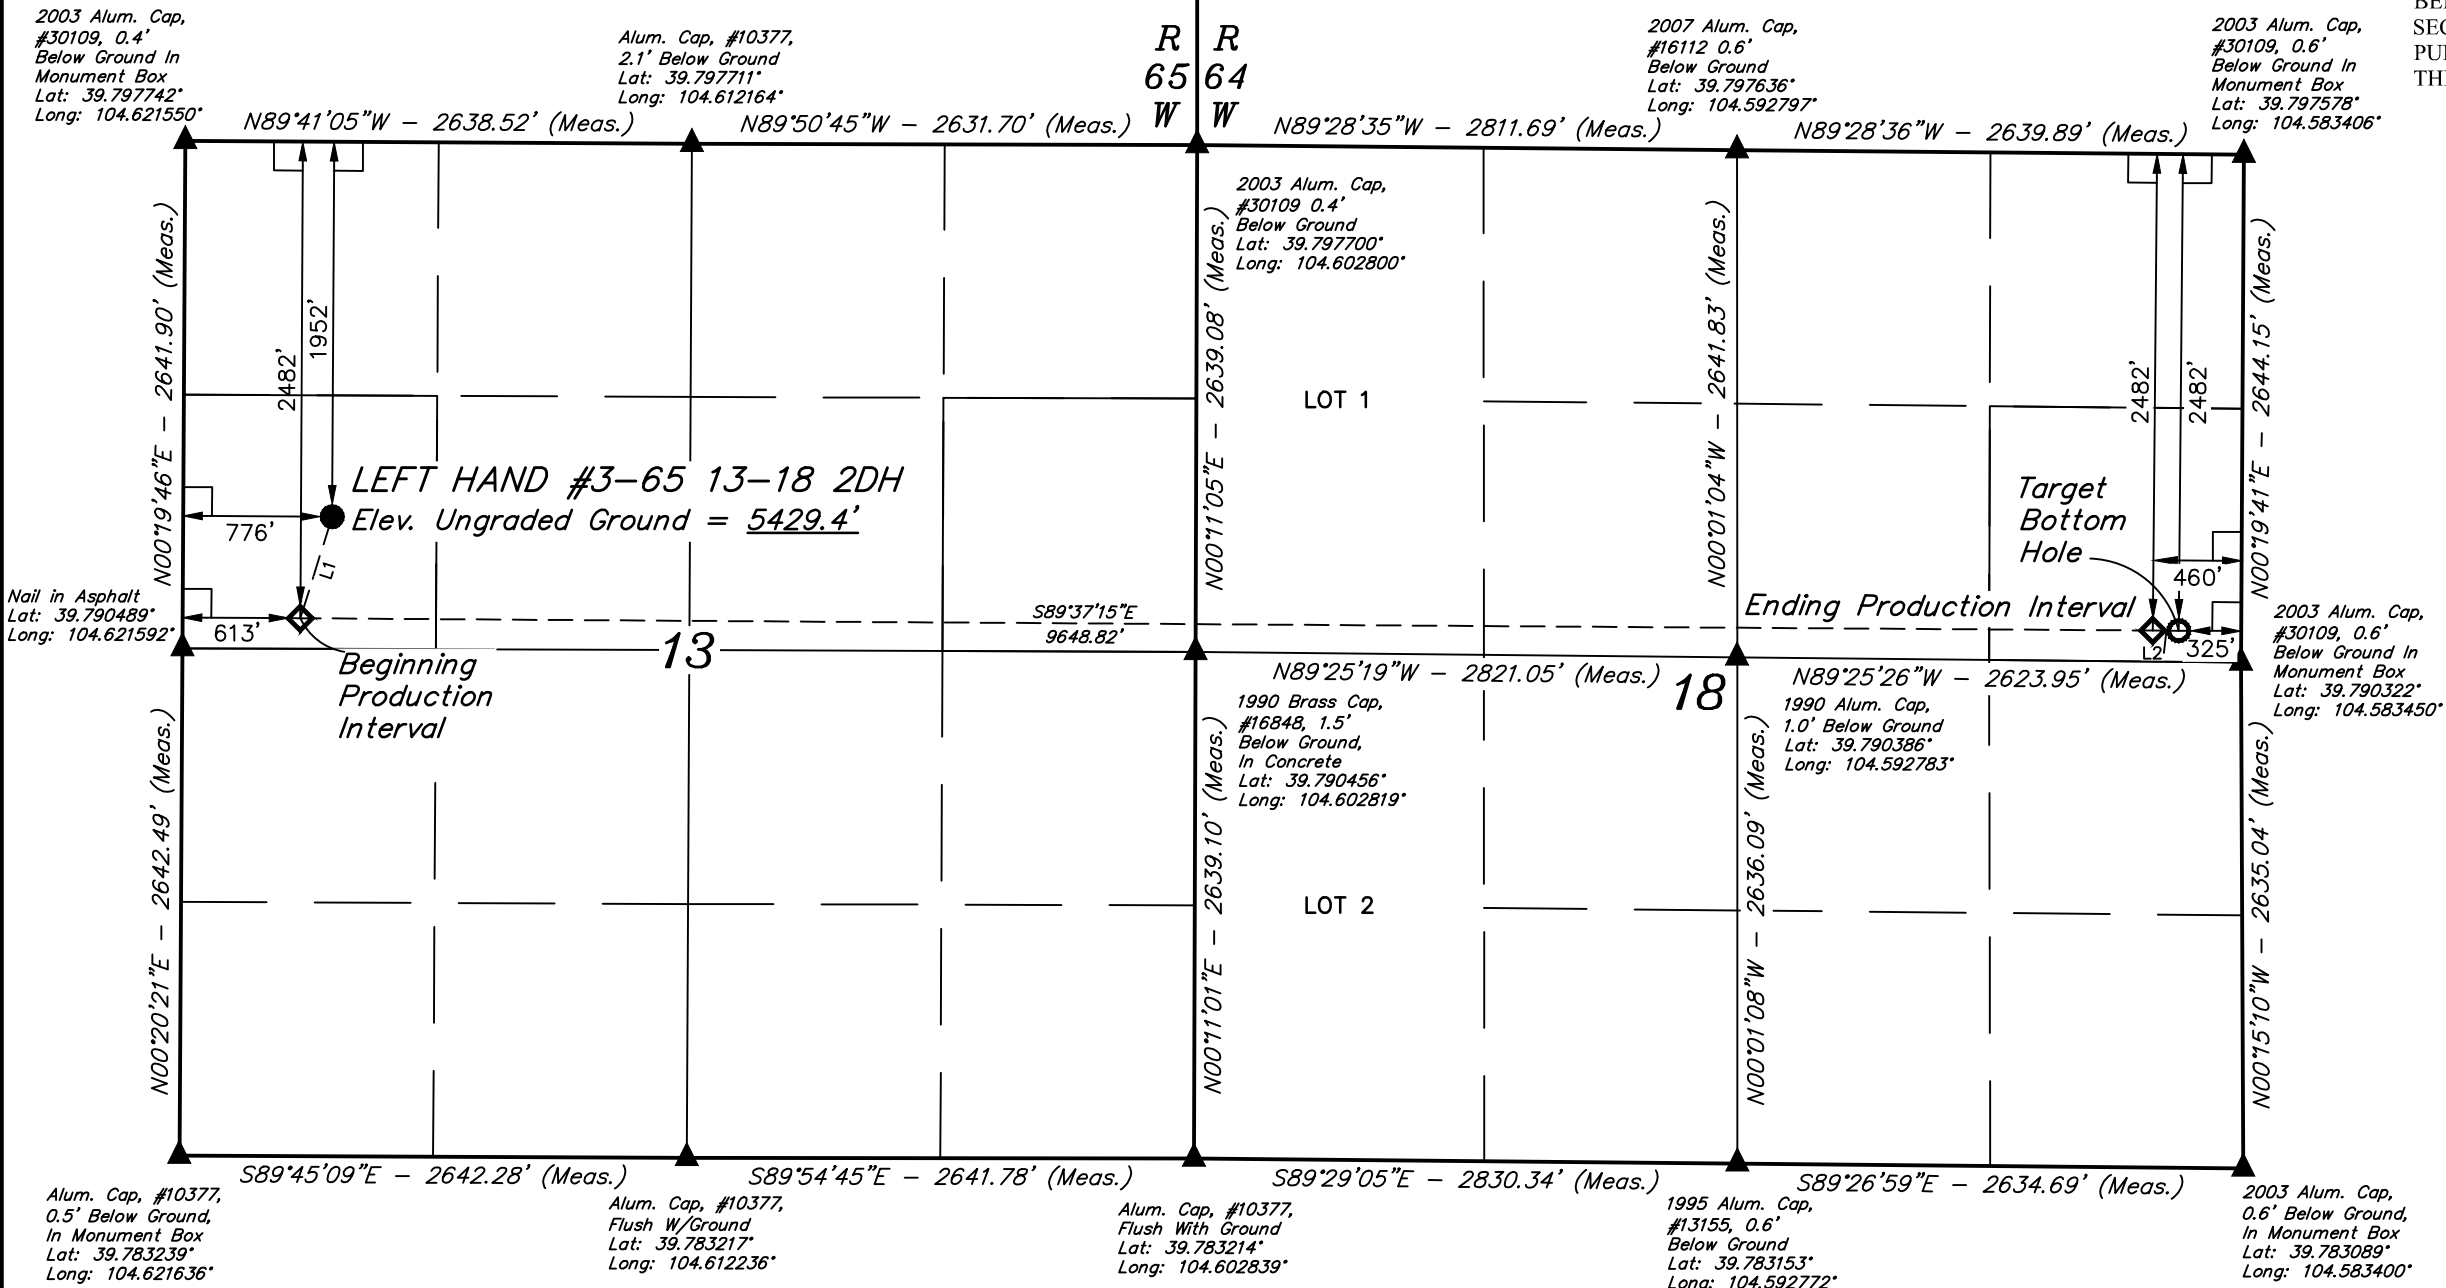 2003 Alum. Cap,
#30109, 0.4'
Below Ground In
Monument Box
Lat: 39.797742°
Long: 104.621550°
Alum. Cap, #10377,
2.1' Below Ground
Lat: 39.797711°
Long: 104.612164°
R R
65 64
W W
2007 Alum. Cap,
#16112 0.6'
Below Ground
Lat: 39.797636°
Long: 104.592797°
2003 Alum. Cap,
#30109, 0.6'
Below Ground In
Monument Box
Lat: 39.797578°
Long: 104.583406°
N89°41'05"W – 2638.52' (Meas.)
N89°50'45"W – 2631.70' (Meas.)
N89°28'35"W – 2811.69' (Meas.)
N89°28'36"W – 2639.89' (Meas.)
2003 Alum. Cap,
#30109 0.4'
Below Ground
Lat: 39.797700°
Long: 104.602800°
N00°19'46"E – 2641.90' (Meas.)
2482'
1952'
N00°11'05"E – 2639.08' (Meas.)
N00°01'04"W – 2641.83' (Meas.)
2482'
2482'
N00°19'41"E – 2644.15' (Meas.)
LOT 1
LEFT HAND #3-65 13-18 2DH
Elev. Ungraded Ground = 5429.4'
776'
L1
Target
Bottom
Hole
460'
Nail in Asphalt
Lat: 39.790489°
Long: 104.621592°
613'
S89°37'15"E
9648.82'
Ending Production Interval
L2
325'
2003 Alum. Cap,
#30109, 0.6'
Below Ground In
Monument Box
Lat: 39.790322°
Long: 104.583450°
Beginning
Production
Interval
13
N89°25'19"W – 2821.05' (Meas.)
18
N89°25'26"W – 2623.95' (Meas.)
1990 Brass Cap,
#16848, 1.5'
Below Ground,
In Concrete
Lat: 39.790456°
Long: 104.602819°
1990 Alum. Cap,
1.0' Below Ground
Lat: 39.790386°
Long: 104.592783°
N00°20'21"E – 2642.49' (Meas.)
N00°11'01"E – 2639.10' (Meas.)
LOT 2
N00°01'08"W – 2636.09' (Meas.)
N00°15'10"W – 2635.04' (Meas.)
S89°45'09"E – 2642.28' (Meas.)
S89°54'45"E – 2641.78' (Meas.)
S89°29'05"E – 2830.34' (Meas.)
S89°26'59"E – 2634.69' (Meas.)
Alum. Cap, #10377,
0.5' Below Ground,
In Monument Box
Lat: 39.783239°
Long: 104.621636°
Alum. Cap, #10377,
Flush W/Ground
Lat: 39.783217°
Long: 104.612236°
Alum. Cap, #10377,
Flush With Ground
Lat: 39.783214°
Long: 104.602839°
1995 Alum. Cap,
#13155, 0.6'
Below Ground
Lat: 39.783153°
Long: 104.592772°
2003 Alum. Cap,
0.6' Below Ground,
In Monument Box
Lat: 39.783089°
Long: 104.583400°